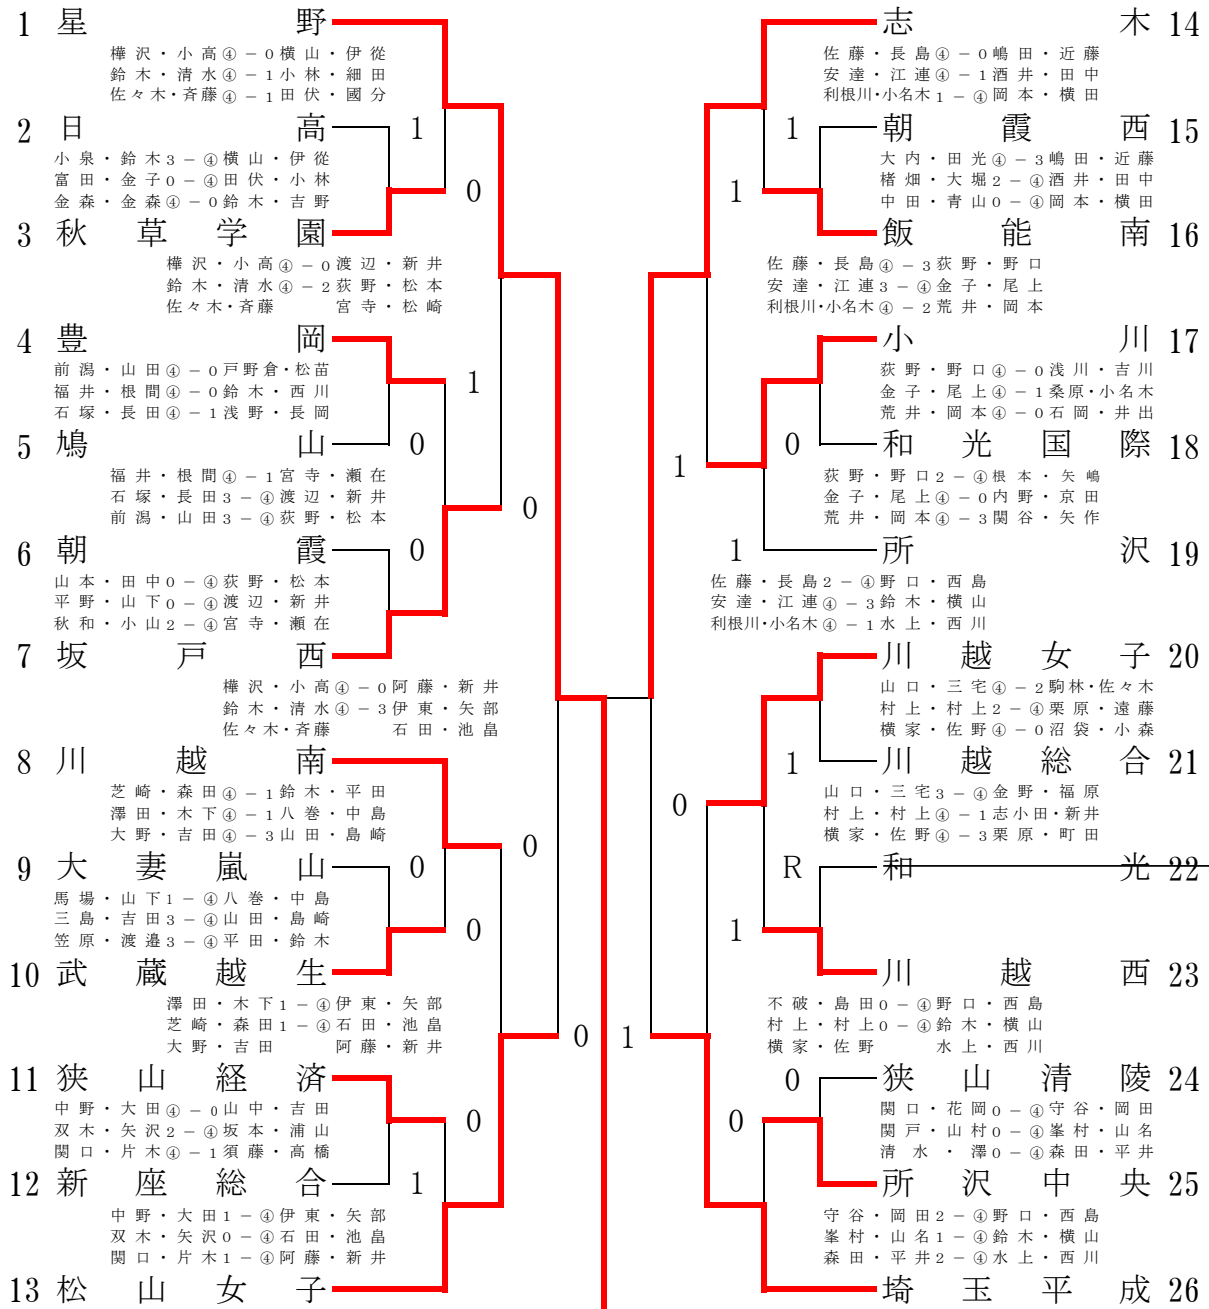 1 星野
樺沢・小高④－0横山・伊從
鈴木・清水④－1小林・細田
佐々木・斉藤④－1田伏・國分
1
2 日高
小泉・鈴木3－④横山・伊從
富田・金子0－④田伏・小林
金森・金森④－0鈴木・吉野
0
3 秋草学園
樺沢・小高④－0渡辺・新井
鈴木・清水④－2荻野・松本
佐々木・斉藤 宮寺・松崎
4 豊岡
前潟・山田④－0戸野倉・松苗
福井・根間④－0鈴木・西川
石塚・長田④－1浅野・長岡
1
5 鳩山
0
福井・根間④－1宮寺・瀬在
石塚・長田3－④渡辺・新井
前潟・山田3－④荻野・松本
0
6 朝霞
0
山本・田中0－④荻野・松本
平野・山下0－④渡辺・新井
秋和・小山2－④宮寺・瀬在
7 坂戸西
樺沢・小高④－0阿藤・新井
鈴木・清水④－3伊東・矢部
佐々木・斉藤 石田・池畠
8 川越南
芝崎・森田④－1鈴木・平田
澤田・木下④－1八巻・中島
大野・吉田④－3山田・島崎
0
9 大妻嵐山
0
馬場・山下1－④八巻・中島
三島・吉田3－④山田・島崎
笠原・渡邉3－④平田・鈴木
0
10 武蔵越生
澤田・木下1－④伊東・矢部
芝崎・森田1－④石田・池畠
大野・吉田 阿藤・新井
0
11 狭山経済
中野・大田④－0山中・吉田
双木・矢沢2－④坂本・浦山
関口・片木④－1須藤・高橋
0
12 新座総合
1
中野・大田1－④伊東・矢部
双木・矢沢0－④石田・池畠
関口・片木1－④阿藤・新井
13 松山女子
志木 14
佐藤・長島④－0嶋田・近藤
安達・江連④－1酒井・田中
利根川・小名木1－④岡本・横田
1
朝霞西 15
大内・田光④－3嶋田・近藤
楮畑・大堀2－④酒井・田中
中田・青山0－④岡本・横田
1
飯能南 16
佐藤・長島④－3荻野・野口
安達・江連3－④金子・尾上
利根川・小名木④－2荒井・岡本
小川 17
荻野・野口④－0浅川・吉川
金子・尾上④－1桑原・小名木
荒井・岡本④－0石岡・井出
0
和光国際 18
1
荻野・野口2－④根本・矢嶋
金子・尾上④－0内野・京田
荒井・岡本④－3関谷・矢作
1
所沢 19
佐藤・長島2－④野口・西島
安達・江連④－3鈴木・横山
利根川・小名木④－1水上・西川
川越女子 20
山口・三宅④－2駒林・佐々木
村上・村上2－④栗原・遠藤
横家・佐野④－0沼袋・小森
1
川越総合 21
0
山口・三宅3－④金野・福原
村上・村上④－1志小田・新井
横家・佐野④－3栗原・町田
R
和光 22
1
川越西 23
不破・島田0－④野口・西島
村上・村上0－④鈴木・横山
横家・佐野 水上・西川
1
0
狭山清陵 24
関口・花岡0－④守谷・岡田
関戸・山村0－④峯村・山名
清水・澤0－④森田・平井
0
所沢中央 25
守谷・岡田2－④野口・西島
峯村・山名1－④鈴木・横山
森田・平井2－④水上・西川
埼玉平成 26